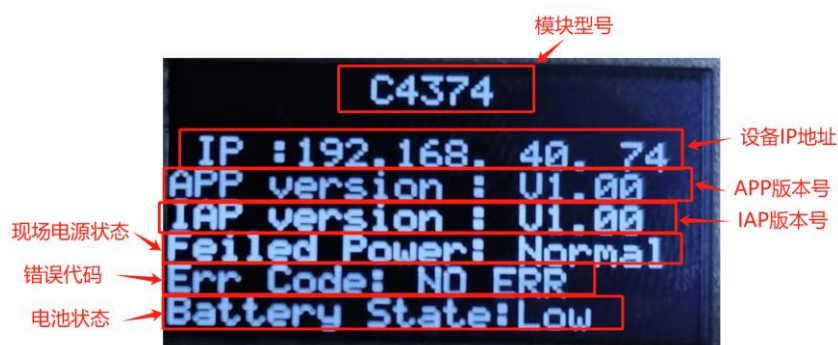 模块型号
C4374
IP :192.168. 40. 74
设备IP地址
APP version : V1.00
APP版本号
IAP version : V1.00
IAP版本号
现场电源状态
Feiled Power: Normal
错误代码
Err Code: NO ERR
电池状态
Battery State:Low